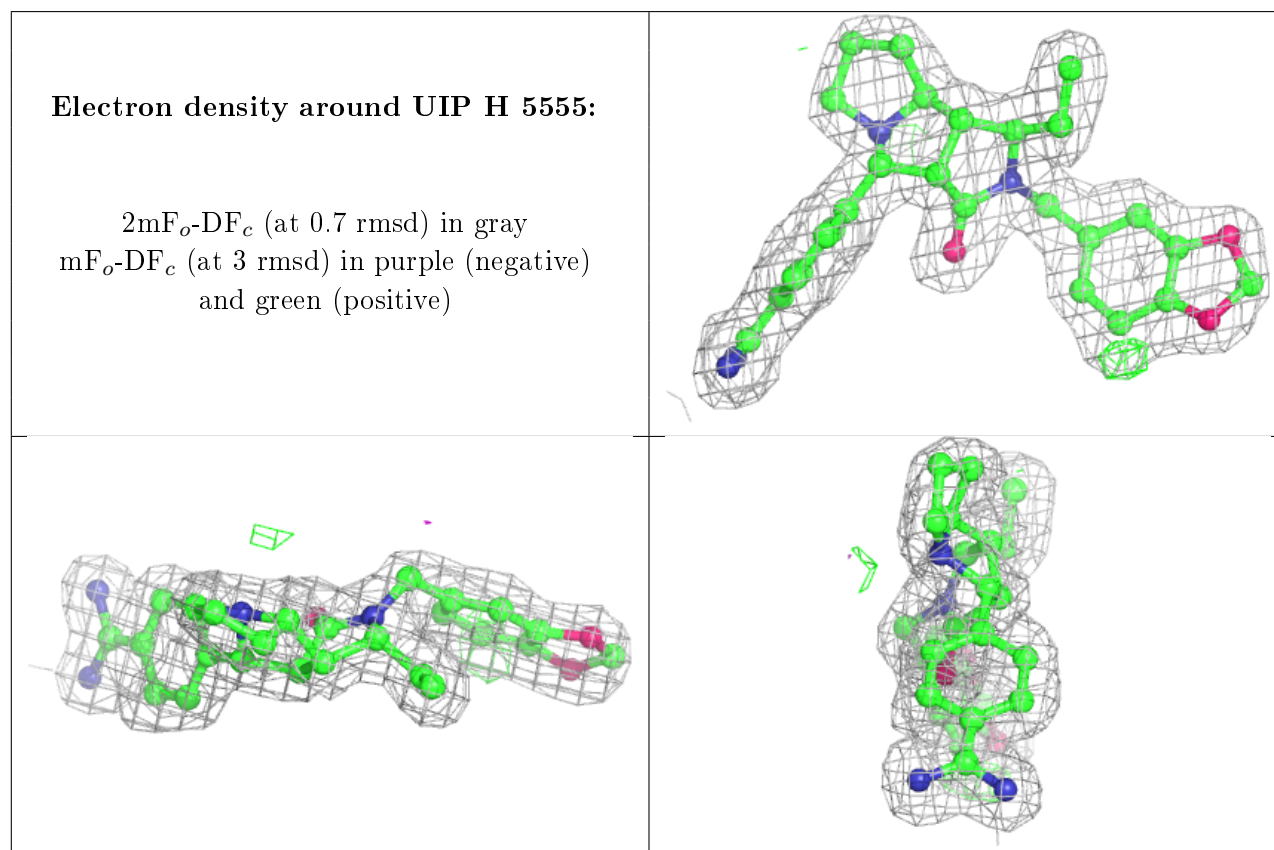 Electron density around UIP H 5555:
2mFo-DFc (at 0.7 rmsd) in gray
mFo-DFc (at 3 rmsd) in purple (negative)
and green (positive)